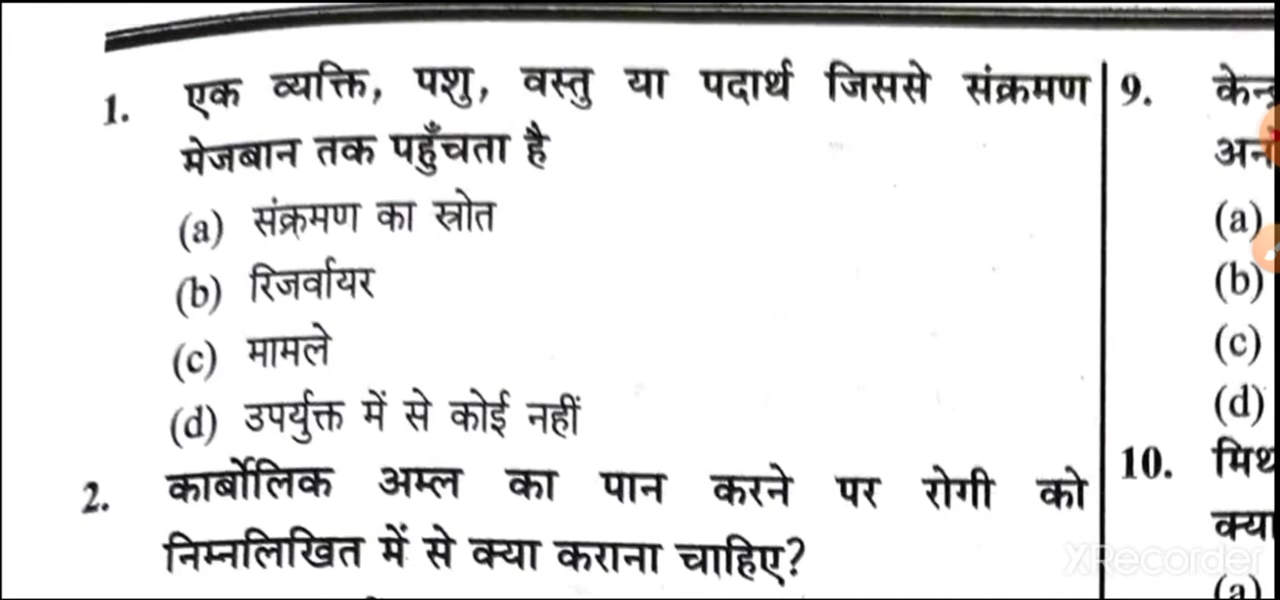 1. एक व्यक्ति, पशु, वस्तु या पदार्थ जिससे संक्रमण
मेजबान तक पहुँचता है
(a) संक्रमण का स्रोत
(b) रिजर्वायर
(c) मामले
(d) उपर्युक्त में से कोई नहीं
2. कार्बोलिक अम्ल का पान करने पर रोगी को
निम्नलिखित में से क्या कराना चाहिए?
9.
(a)
(b)
(c)
(d)
10.
क्या
(a)
XRecorder